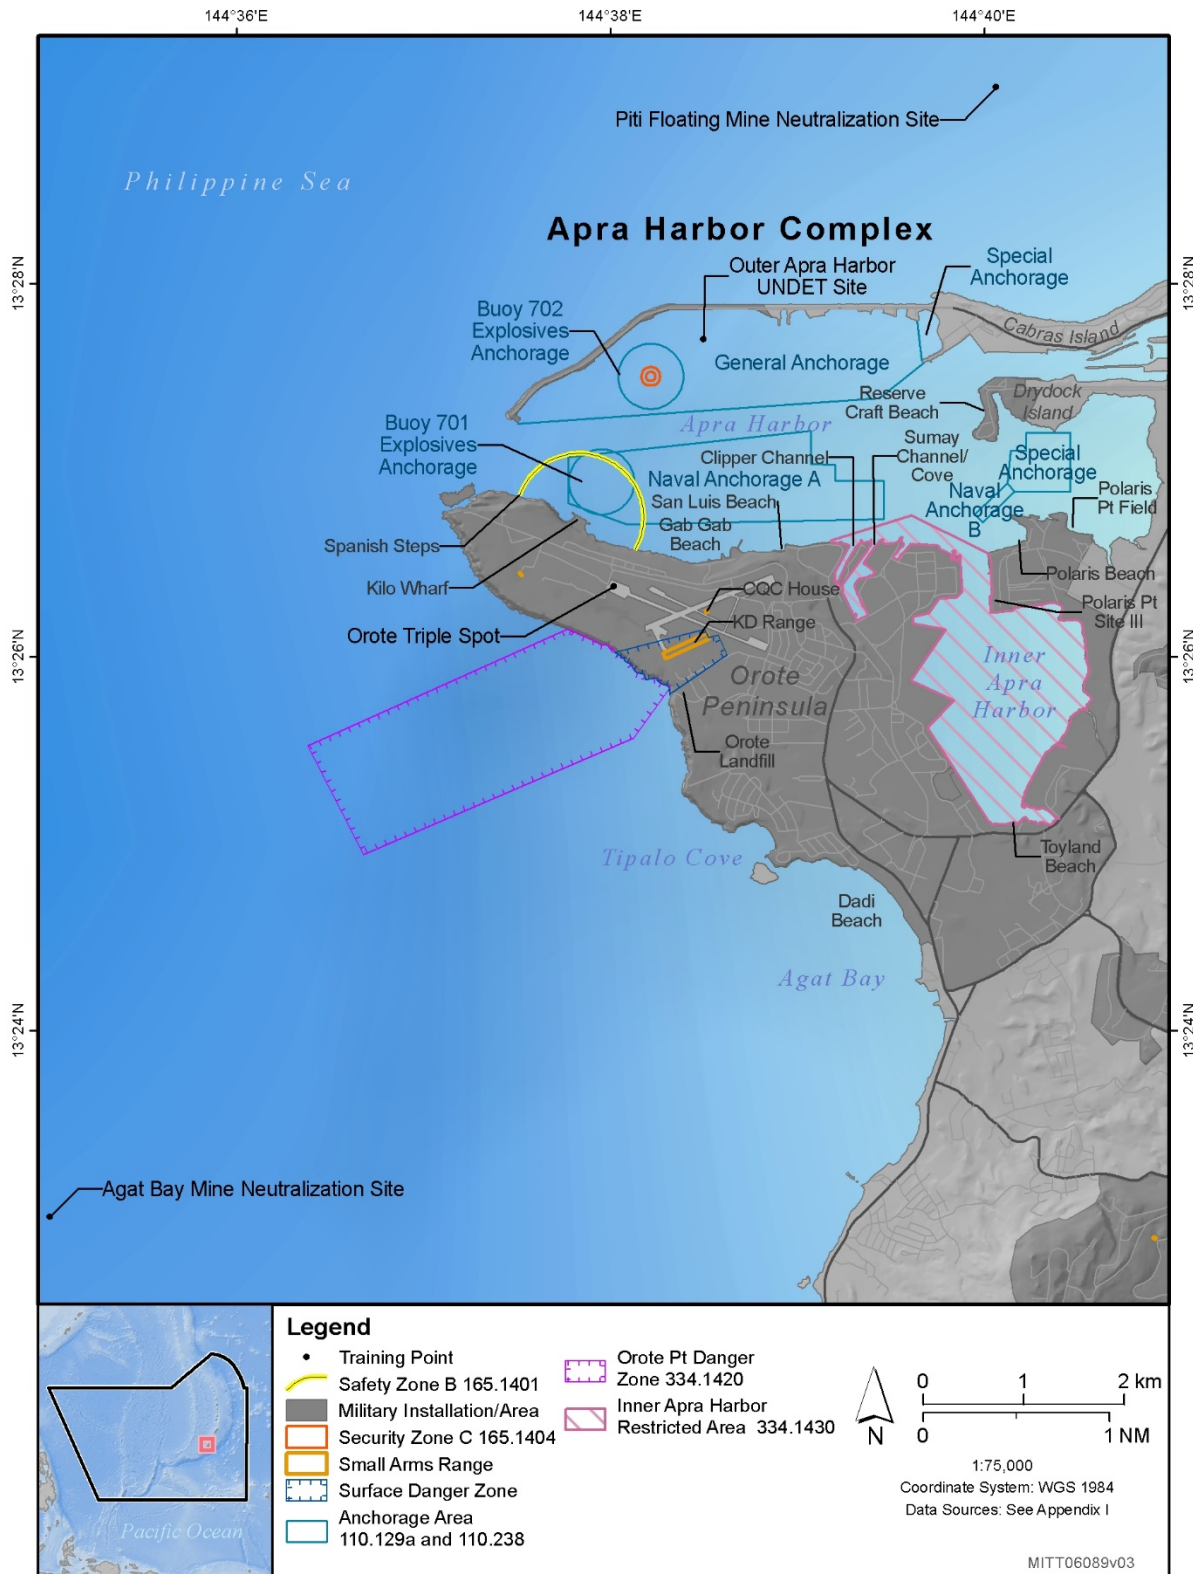 144°36'E
144°38'E
144°40'E
Piti Floating Mine Neutralization Site
Philippine Sea
Apra Harbor Complex
13°28'N
13°28'N
Outer Apra Harbor
UNDET Site
Special
Anchorage
Buoy 702
Explosives
Anchorage
Cabras Island
General Anchorage
Reserve
Craft Beach
Drydock
Island
Buoy 701
Explosives
Anchorage
Apra Harbor
Sumay
Channel/
Cove
Clipper Channel
Special
Anchorage
Naval Anchorage A
San Luis Beach
Naval
Anchorage
B
Polaris
Pt Field
Gab Gab
Beach
Spanish Steps
Kilo Wharf
CQC House
Polaris Beach
Polaris Pt
Site III
KD Range
Orote Triple Spot
13°26'N
13°26'N
Orote
Peninsula
Inner
Apra
Harbor
Orote
Landfill
Tipalo Cove
Toyland
Beach
Dadi
Beach
Agat Bay
13°24'N
13°24'N
Agat Bay Mine Neutralization Site
Pacific Ocean
Legend
Training Point
Safety Zone B 165.1401
Military Installation/Area
Security Zone C 165.1404
Small Arms Range
Surface Danger Zone
Anchorage Area
110.129a and 110.238
Orote Pt Danger
Zone 334.1420
Inner Apra Harbor
Restricted Area 334.1430
N
0 1 2 km
0 1 NM
1:75,000
Coordinate System: WGS 1984
Data Sources: See Appendix I
MITT06089v03